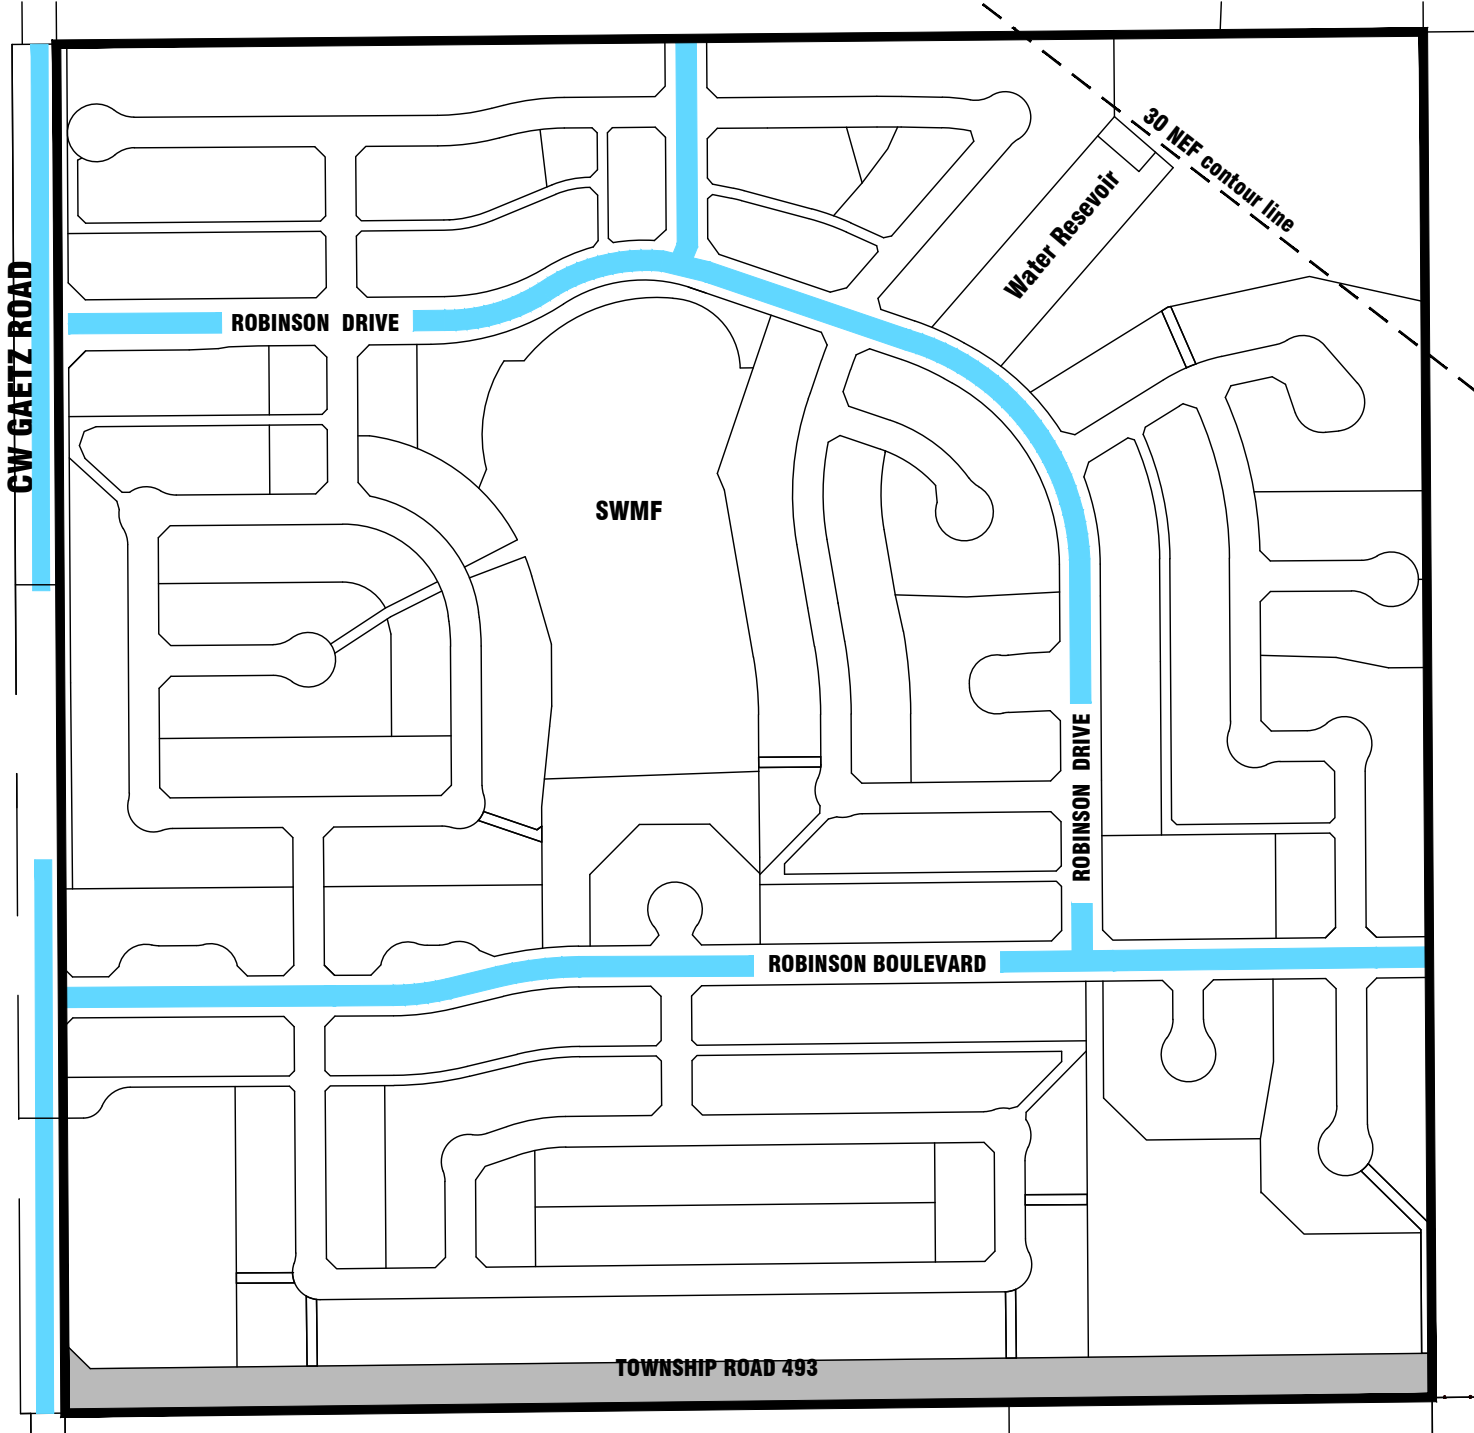 30 NEF contour line
Water Resevoir
CW GAETZ ROAD
ROBINSON DRIVE
SWMF
ROBINSON DRIVE
ROBINSON BOULEVARD
TOWNSHIP ROAD 493